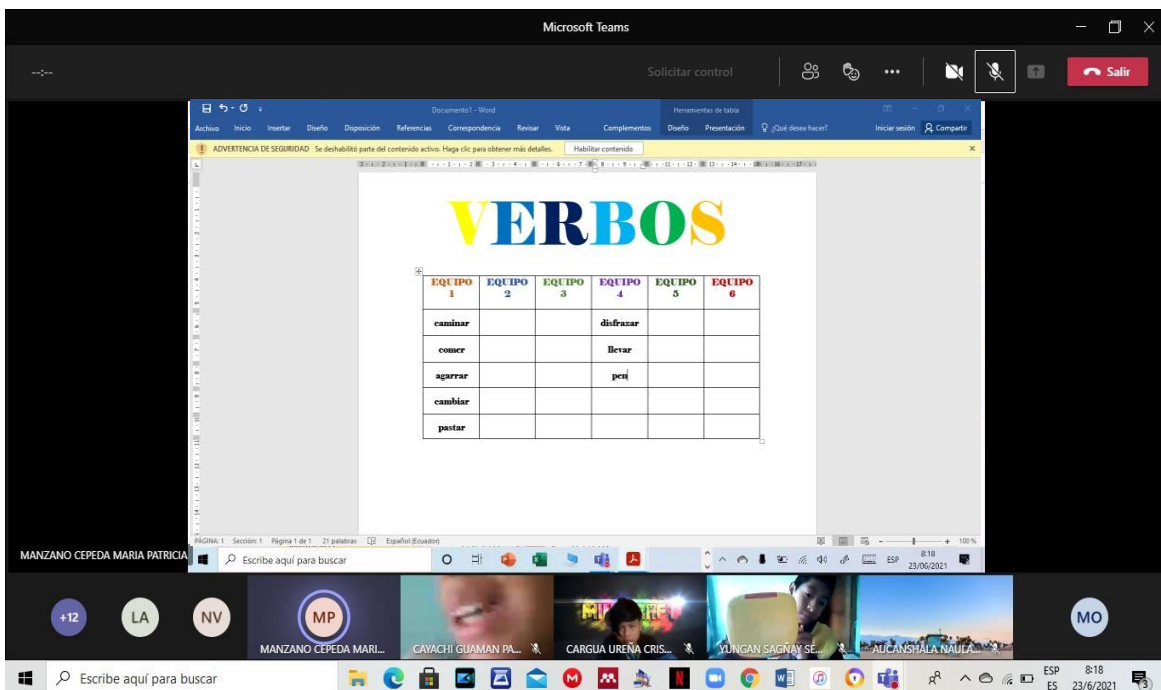 Microsoft Teams
--:--
Solicitar control
Salir
Documento1 - Word
Herramientas de tabla
Archivo Inicio Insertar Diseño Disposición Referencias Correspondencia Revisar Vista Complementos Diseño Presentación ¿Qué desea hacer? Iniciar sesión Compartir
ADVERTENCIA DE SEGURIDAD Se deshabilitó parte del contenido activo. Haga clic para obtener más detalles. Habilitar contenido
VERBOS
EQUIPO 1 EQUIPO 2 EQUIPO 3 EQUIPO 4 EQUIPO 5 EQUIPO 6
caminar disfrazar
comer llevar
agarrar pen
cambiar
pastar
PÁGINA: 1 Sección: 1 Página 1 de 1 21 palabras Español (Ecuador) 100 %
MANZANO CEPEDA MARIA PATRICIA
Escribe aquí para buscar
ESP 8:18
23/06/2021
+12 LA NV MP MO
MANZANO CEPEDA MARI... CAYACHI GUAMAN PA... CARGUA UREÑA CRIS... YUNGAN SAGÑAY SE... AUCANSHALA NAULA...
Escribe aquí para buscar
ESP 8:18
ES 23/6/2021